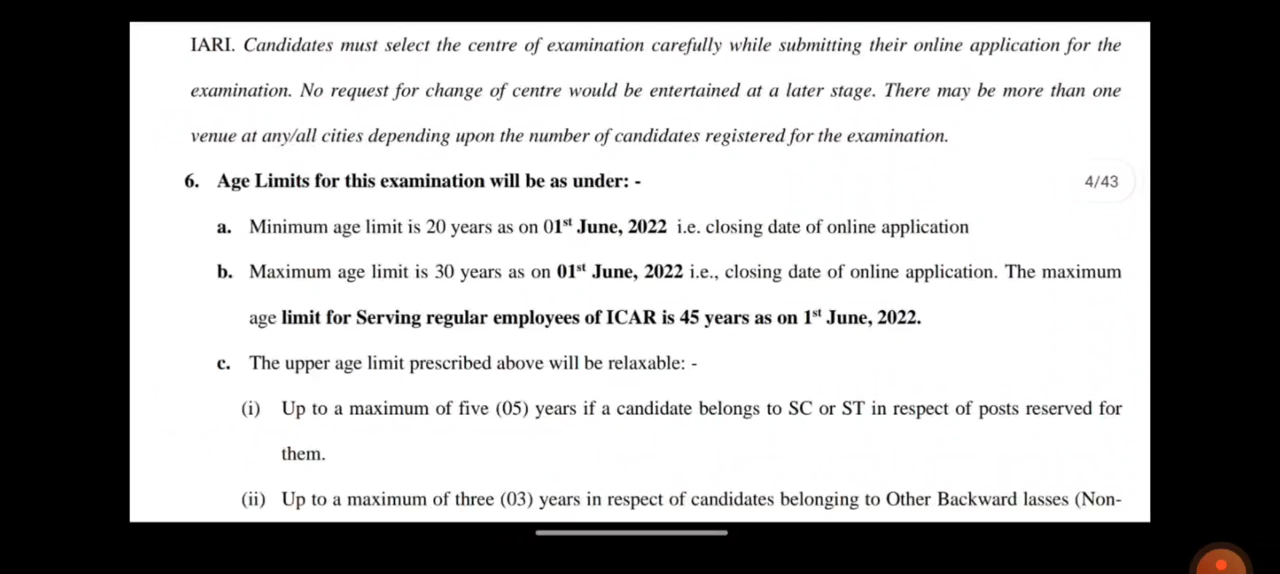 IARI. Candidates must select the centre of examination carefully while submitting their online application for the
examination. No request for change of centre would be entertained at a later stage. There may be more than one
venue at any/all cities depending upon the number of candidates registered for the examination.
6. Age Limits for this examination will be as under: -
4/43
a. Minimum age limit is 20 years as on 01st June, 2022 i.e. closing date of online application
b. Maximum age limit is 30 years as on 01st June, 2022 i.e., closing date of online application. The maximum
age limit for Serving regular employees of ICAR is 45 years as on 1st June, 2022.
c. The upper age limit prescribed above will be relaxable: -
(i) Up to a maximum of five (05) years if a candidate belongs to SC or ST in respect of posts reserved for
them.
(ii) Up to a maximum of three (03) years in respect of candidates belonging to Other Backward lasses (Non-